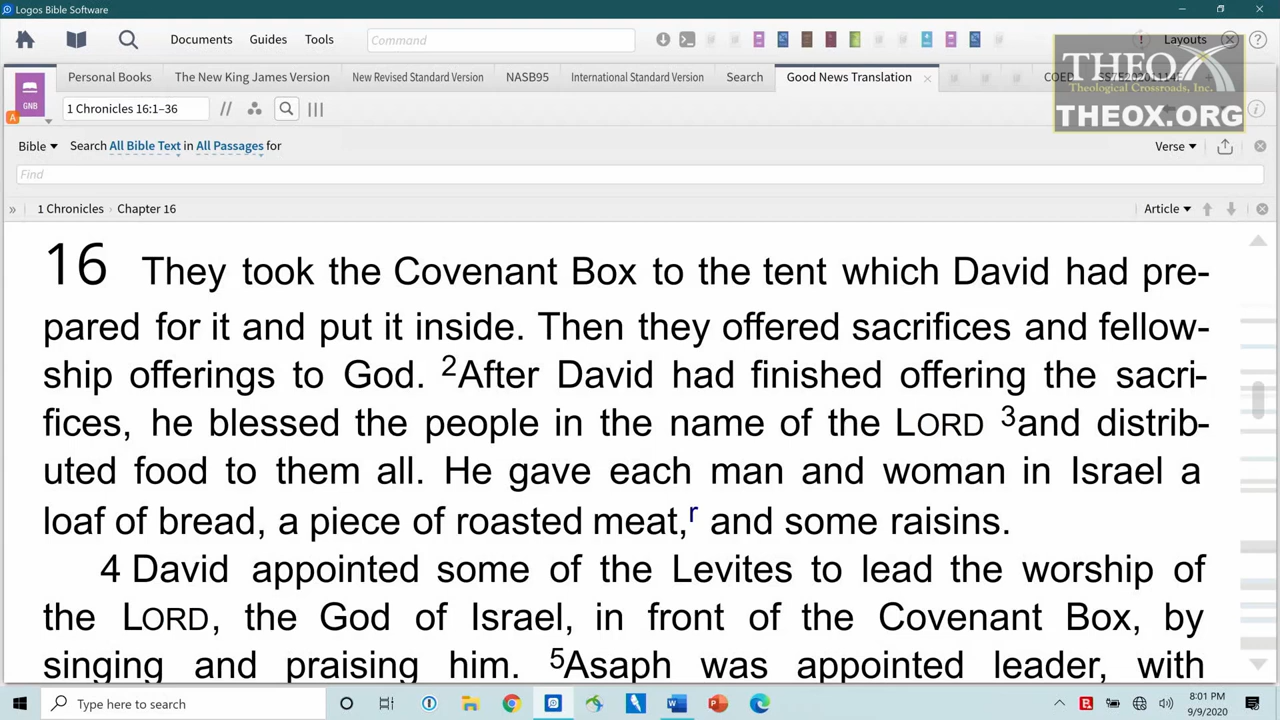 Logos Bible Software
Documents Guides Tools Command Layouts
THEOX
Theological Crossroads, Inc.
THEOX.ORG
Personal Books The New King James Version New Revised Standard Version NASB95 International Standard Version Search Good News Translation COED
GNB
A
1 Chronicles 16:1–36
Bible Search All Bible Text in All Passages for Verse
Find
» 1 Chronicles › Chapter 16 Article
16 They took the Covenant Box to the tent which David had pre-
pared for it and put it inside. Then they offered sacrifices and fellow-
ship offerings to God. 2After David had finished offering the sacri-
fices, he blessed the people in the name of the LORD 3and distrib-
uted food to them all. He gave each man and woman in Israel a
loaf of bread, a piece of roasted meat,r and some raisins.
4 David appointed some of the Levites to lead the worship of
the LORD, the God of Israel, in front of the Covenant Box, by
singing and praising him. 5Asaph was appointed leader, with
Type here to search
8:01 PM
9/9/2020